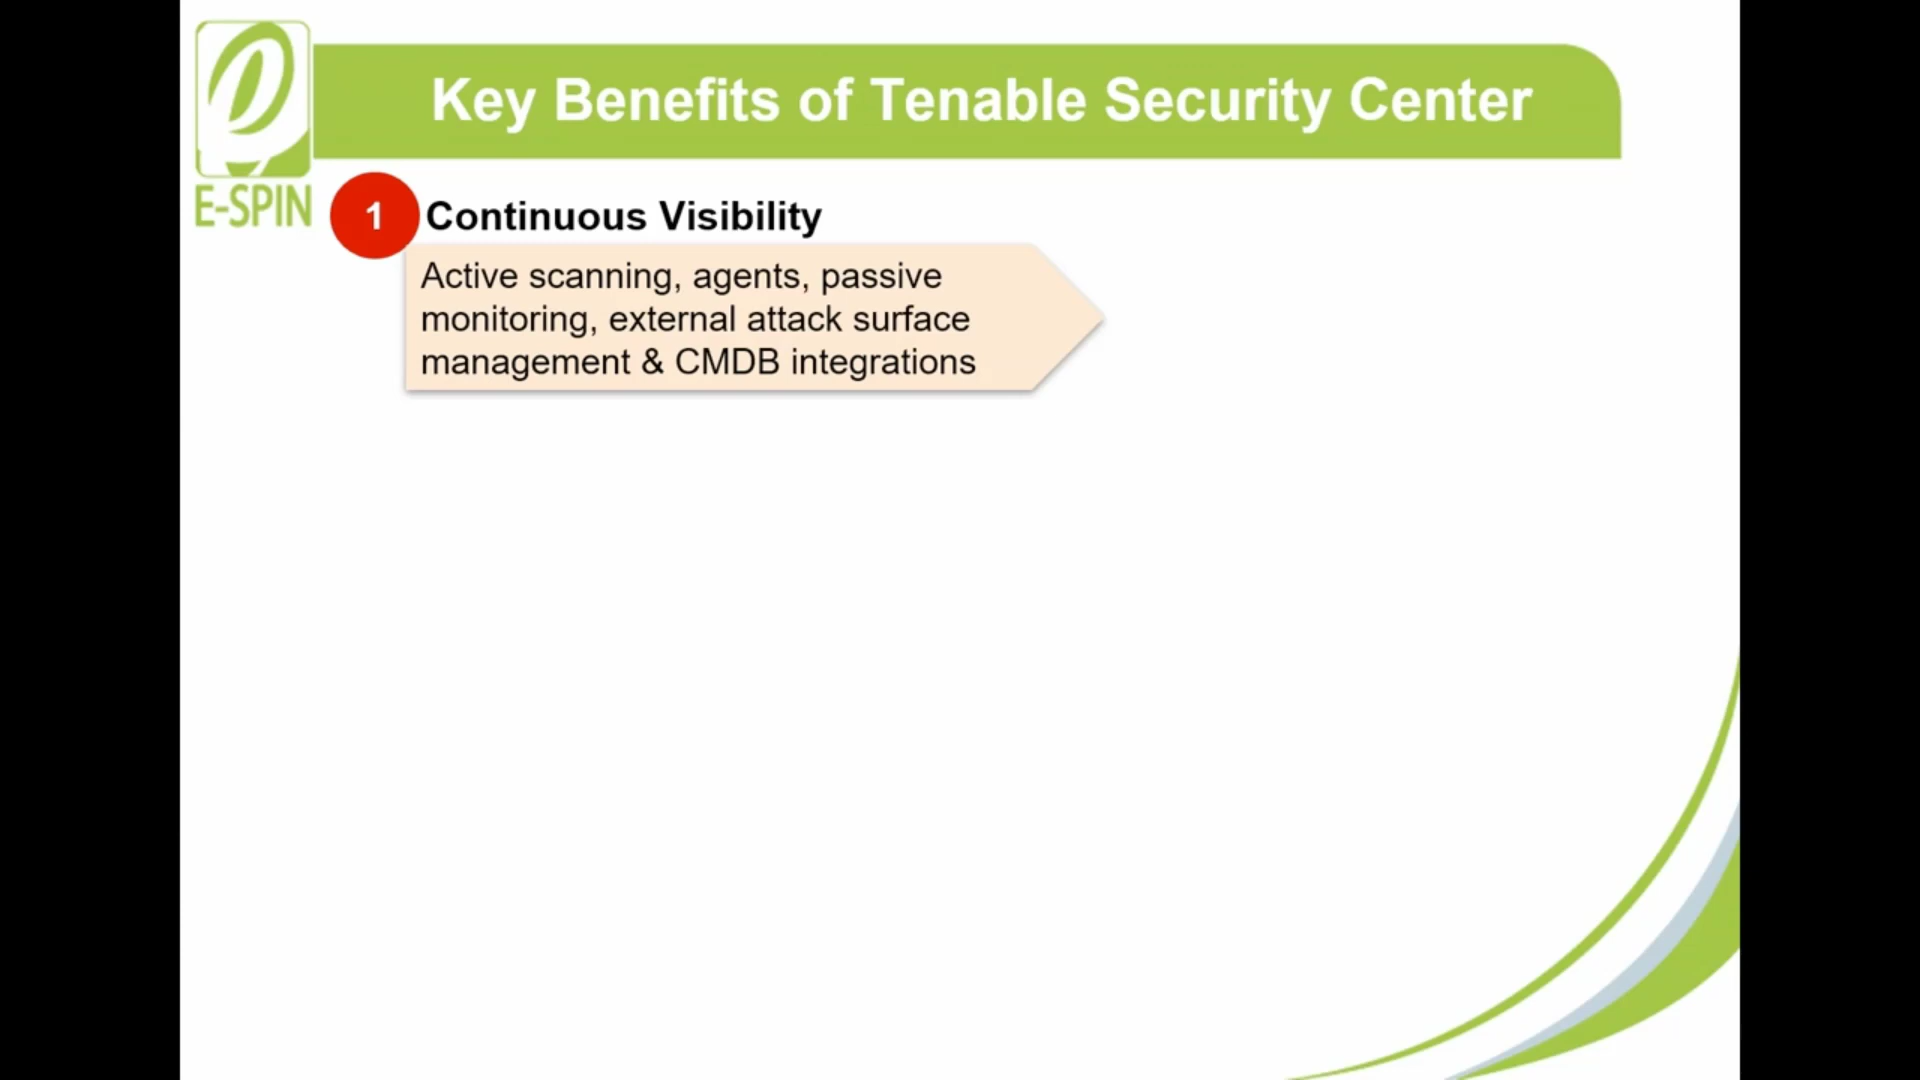 Key Benefits of Tenable Security Center
E-SPIN
1
Continuous Visibility
Active scanning, agents, passive
monitoring, external attack surface
management & CMDB integrations